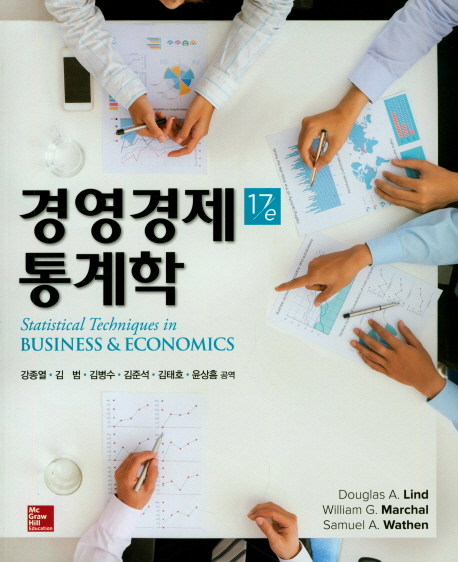 경영경제
17/e
통계학
Statistical Techniques in
BUSINESS & ECONOMICS
강종열 • 김 범 • 김병수 • 김준석 • 김태호 • 윤상흠 공역
Douglas A. Lind
William G. Marchal
Samuel A. Wathen
Mc
Graw
Hill
Education